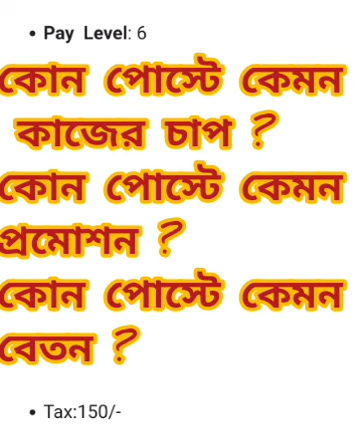 • Pay Level: 6
কোন পোস্টে কেমন
কাজের চাপ ?
কোন পোস্টে কেমন
প্রমোশন ?
কোন পোস্টে কেমন
বেতন ?
• Tax:150/-